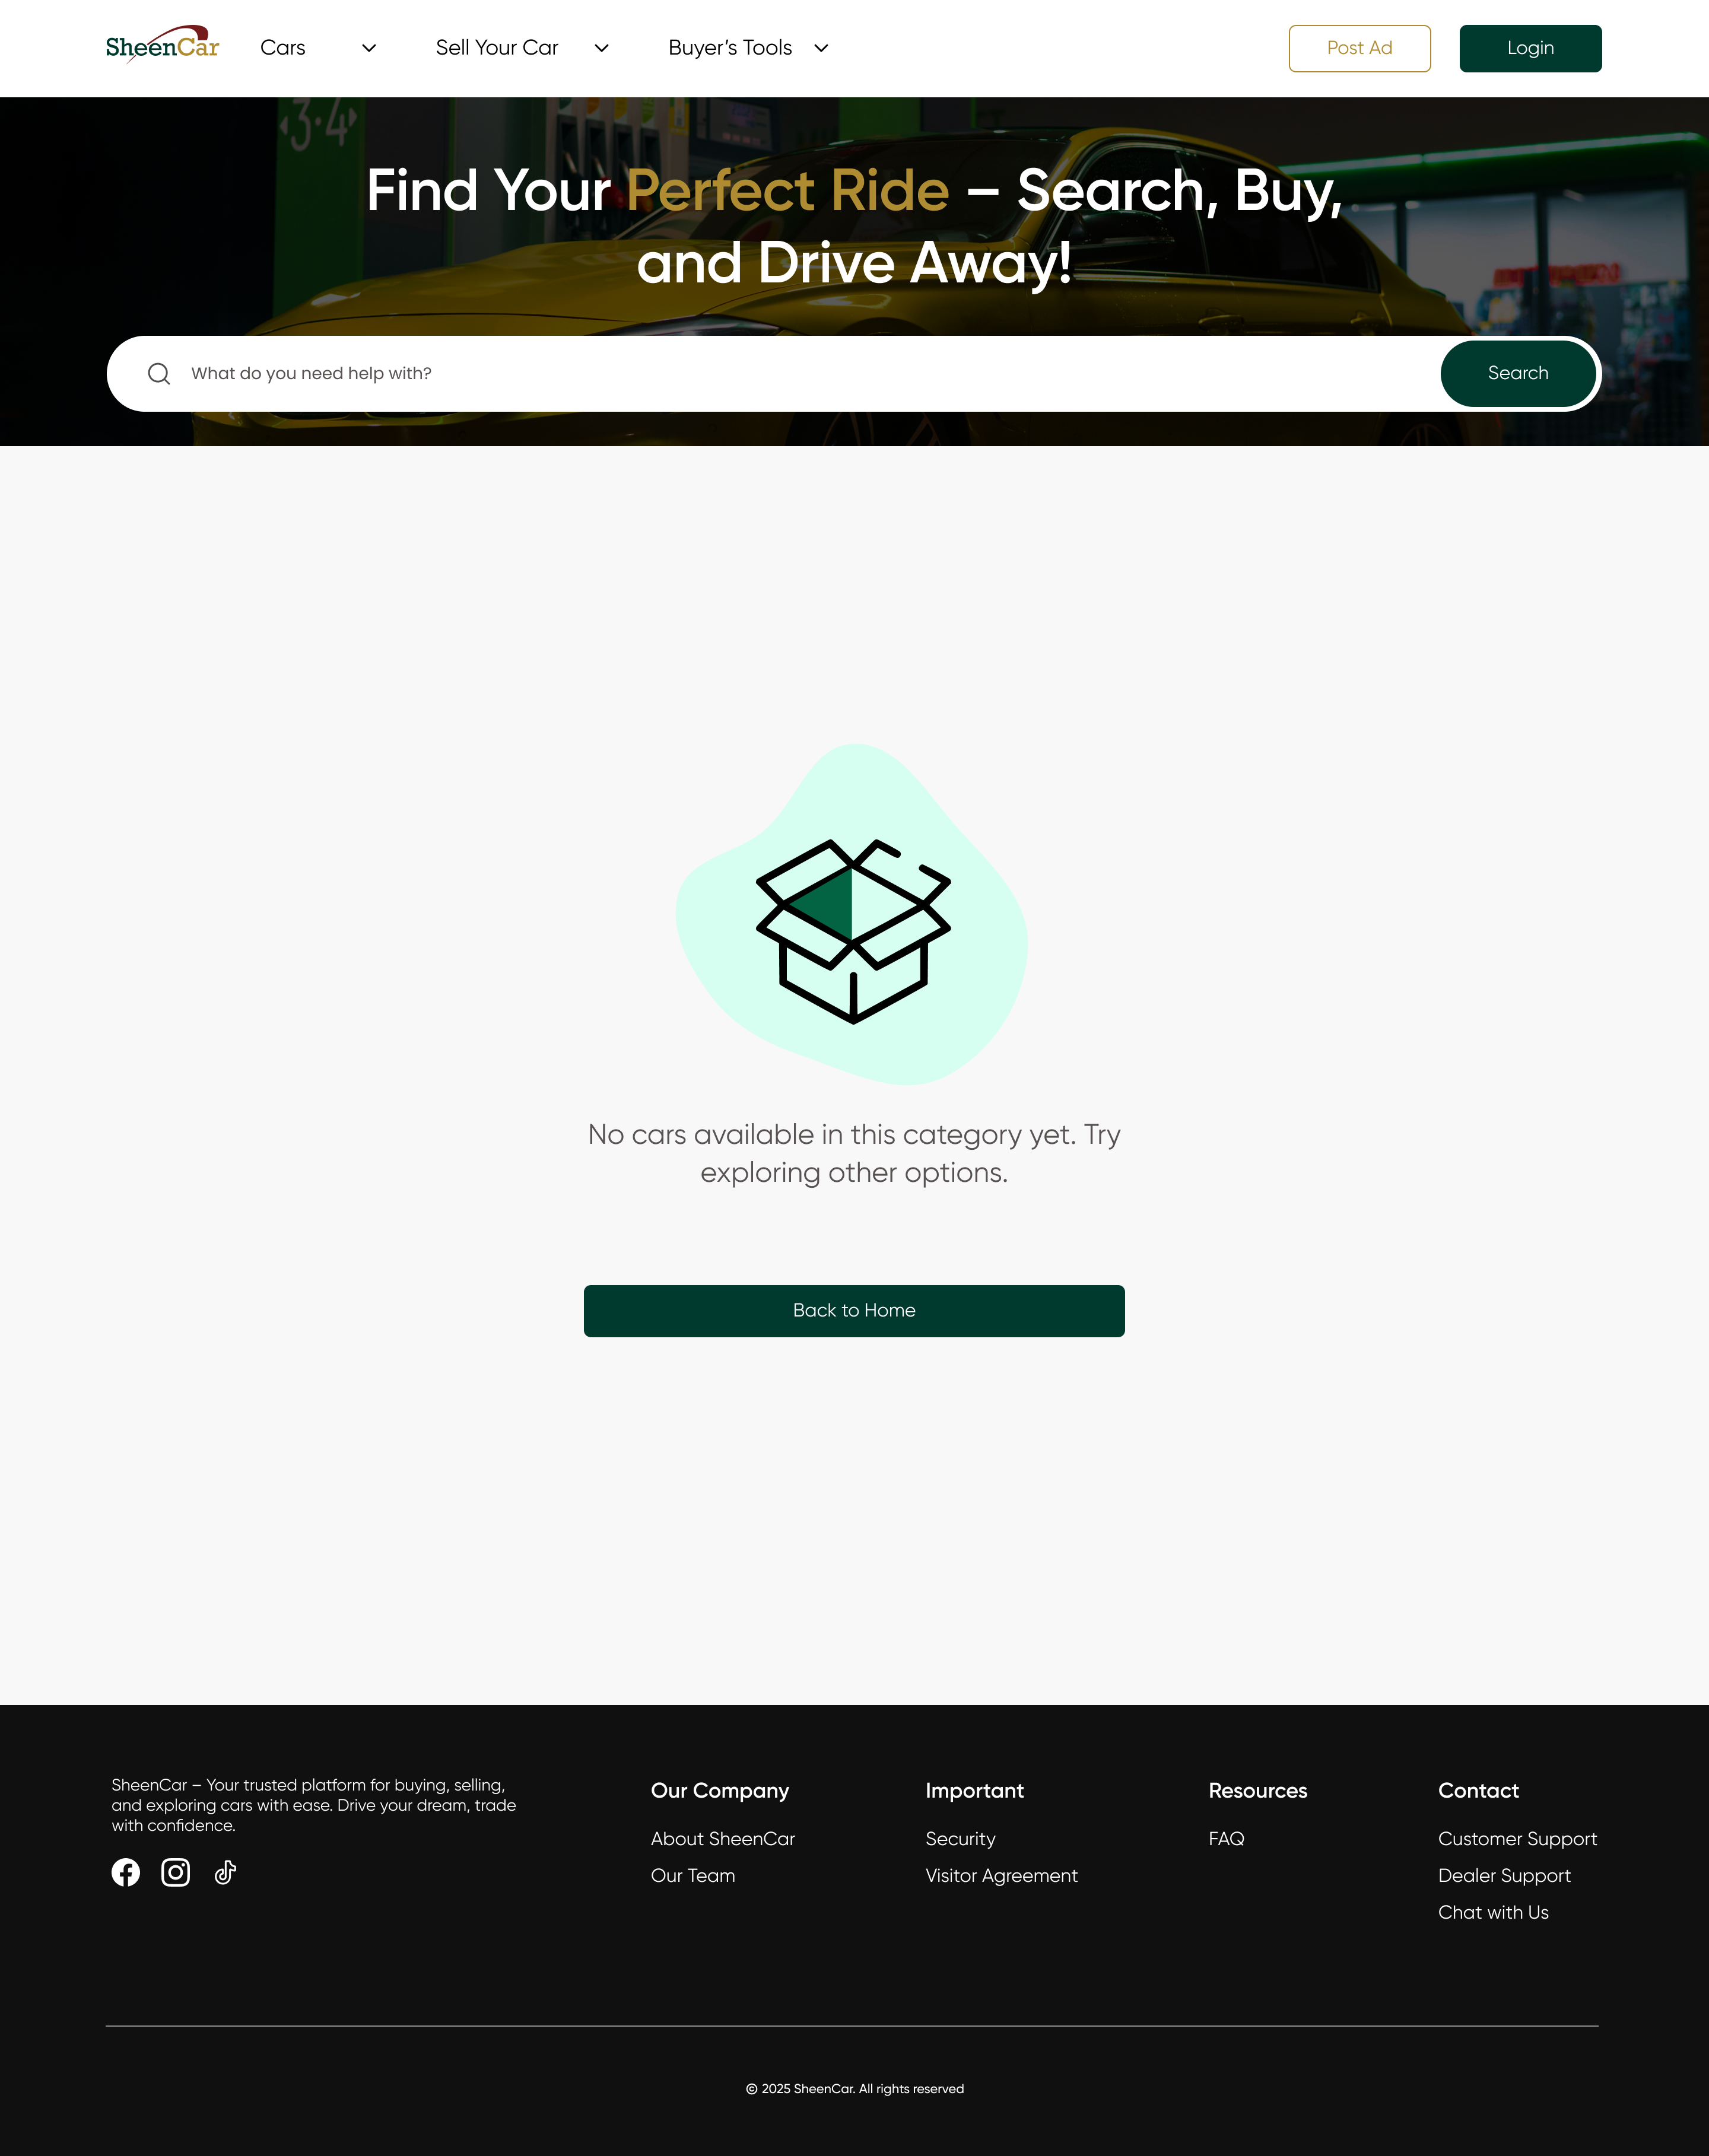 SheenCar
Cars
Sell Your Car
Buyer’s Tools
Post Ad
Login
3·4
Find Your Perfect Ride – Search, Buy,
and Drive Away!
What do you need help with?
Search
No cars available in this category yet. Try
exploring other options.
Back to Home
SheenCar – Your trusted platform for buying, selling,
and exploring cars with ease. Drive your dream, trade
with confidence.
Our Company
About SheenCar
Our Team
Important
Security
Visitor Agreement
Resources
FAQ
Contact
Customer Support
Dealer Support
Chat with Us
© 2025 SheenCar. All rights reserved